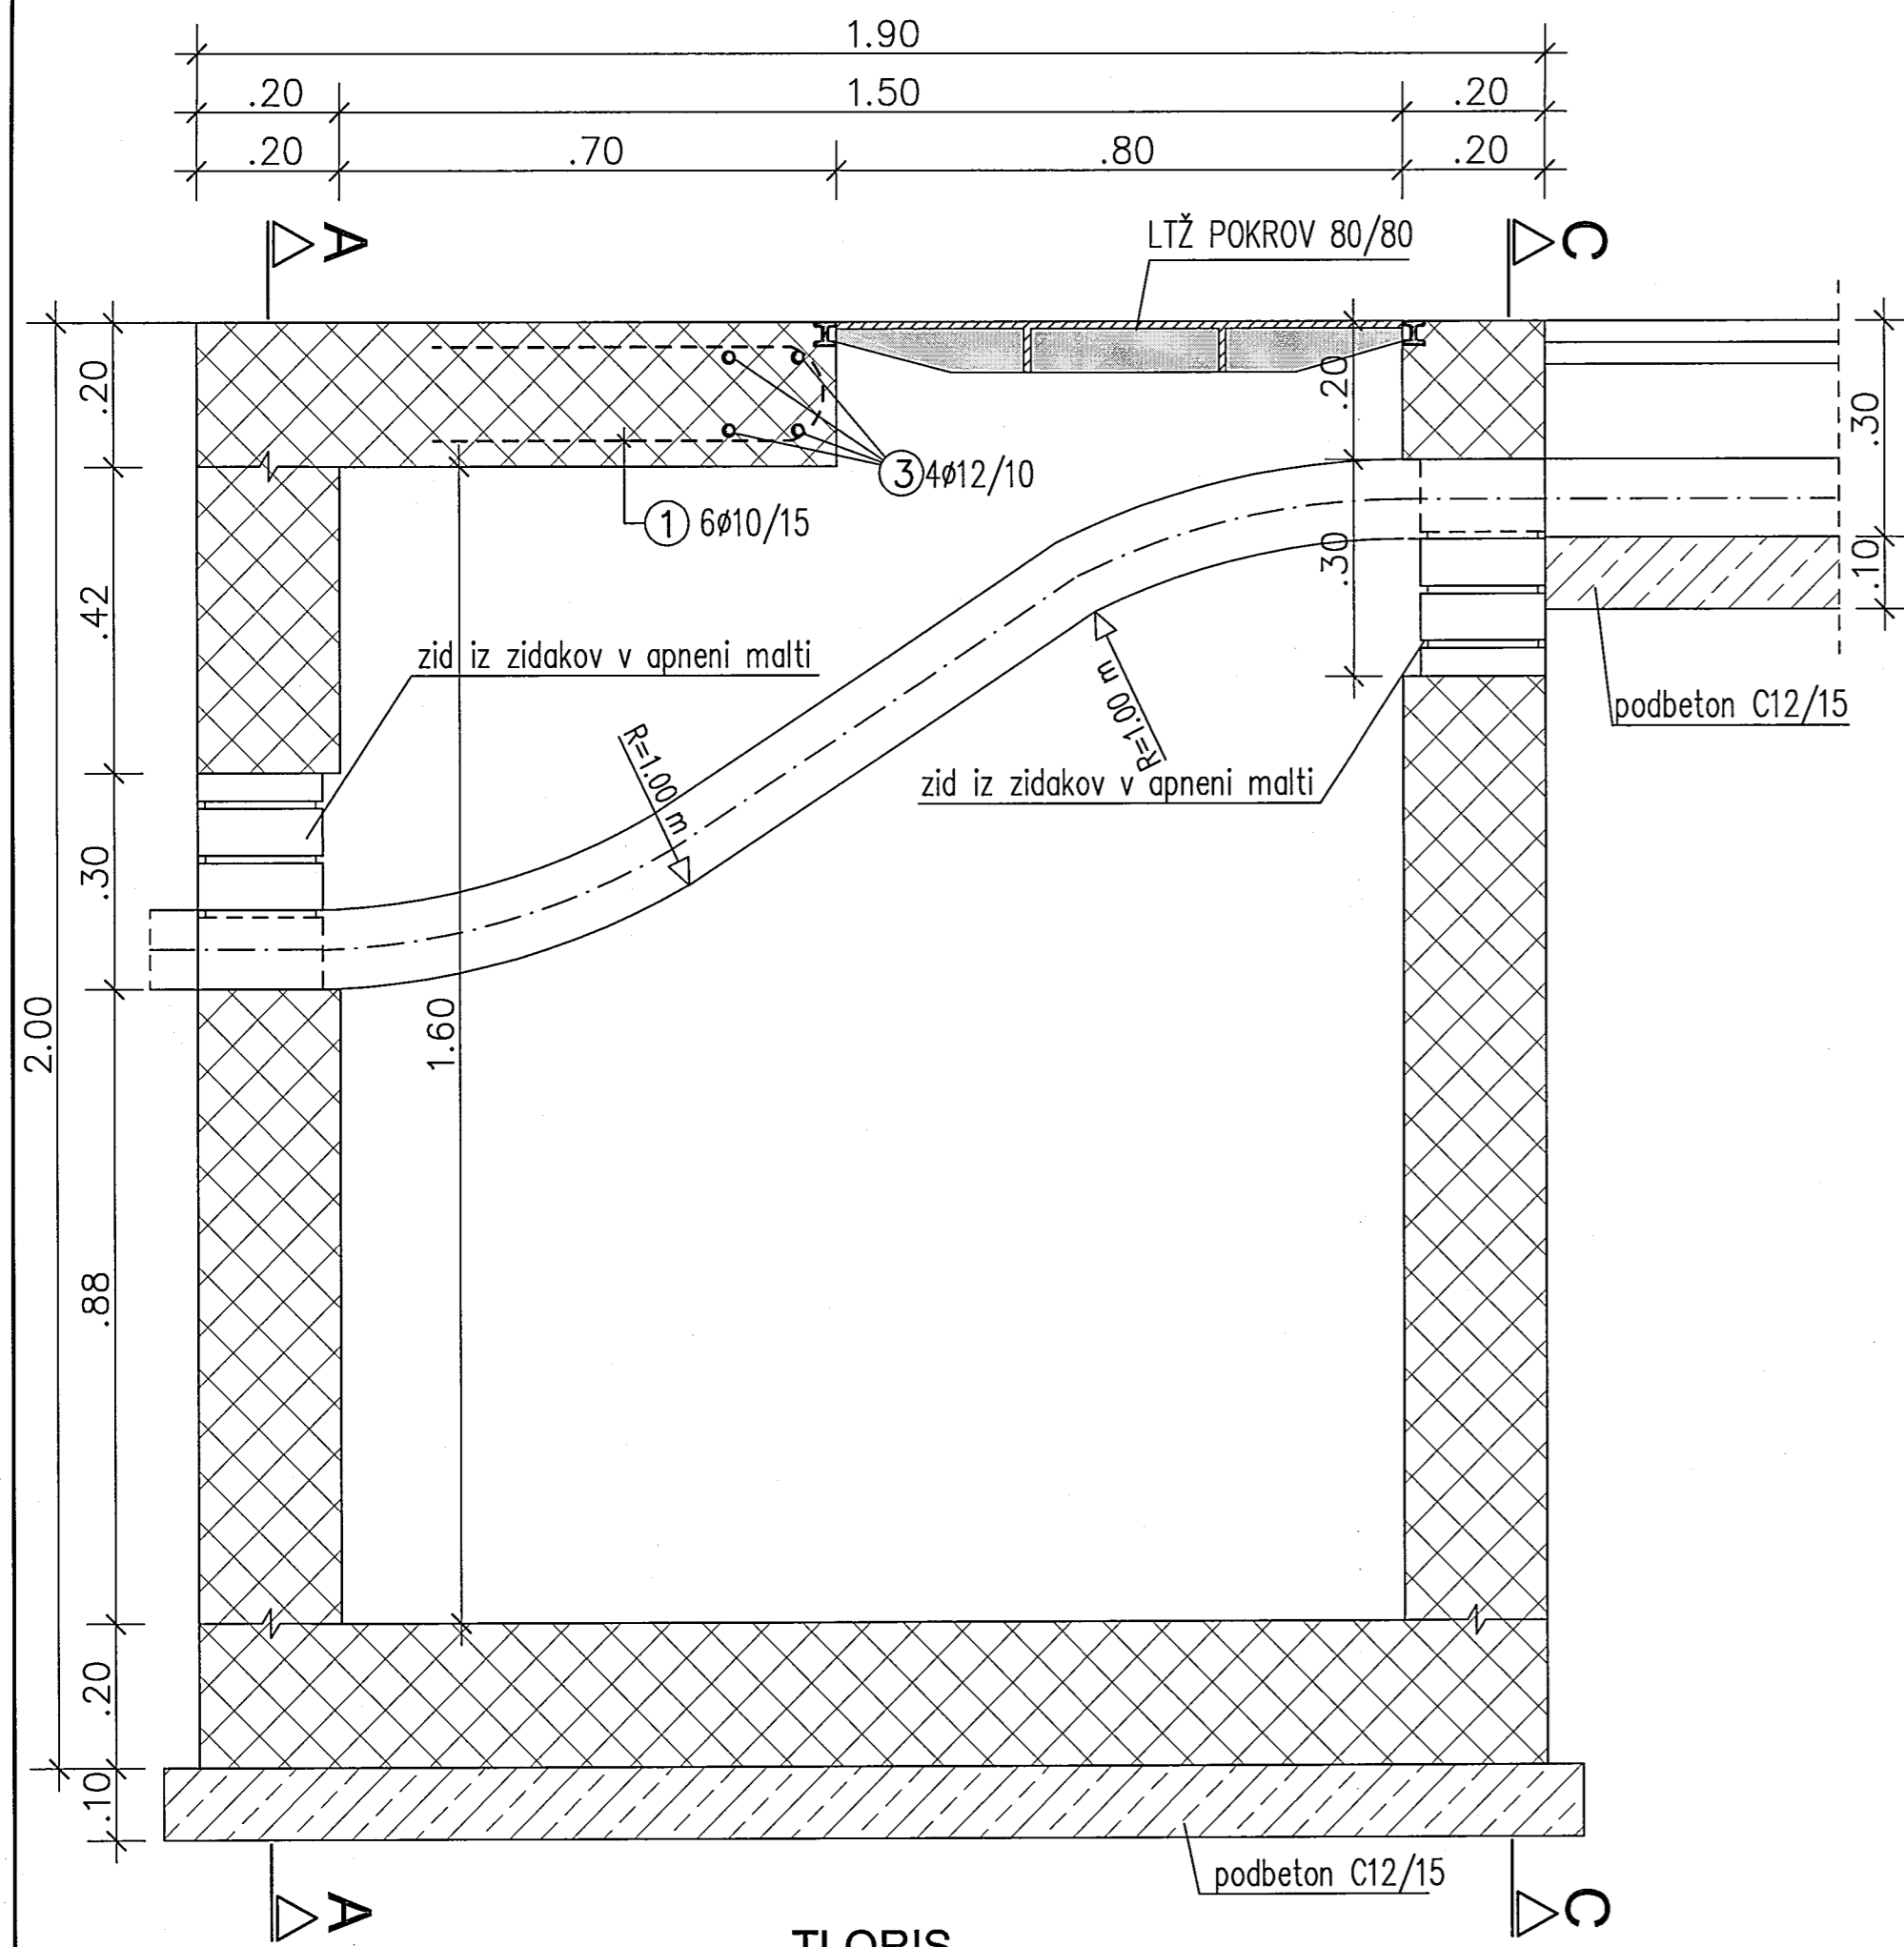 1.90
.20 1.50 .20
.20 .70 .80 .20
A
C
LTŽ POKROV 80/80
.20
.20
.30
3 4ø12/10
1 6ø10/15
.30
.10
.42
zid iz zidakov v apneni malti
R=1.00 m
podbeton C12/15
R=1.00 m
zid iz zidakov v apneni malti
.30
2.00
1.60
.88
.20
.10
podbeton C12/15
A
C
TLORIS